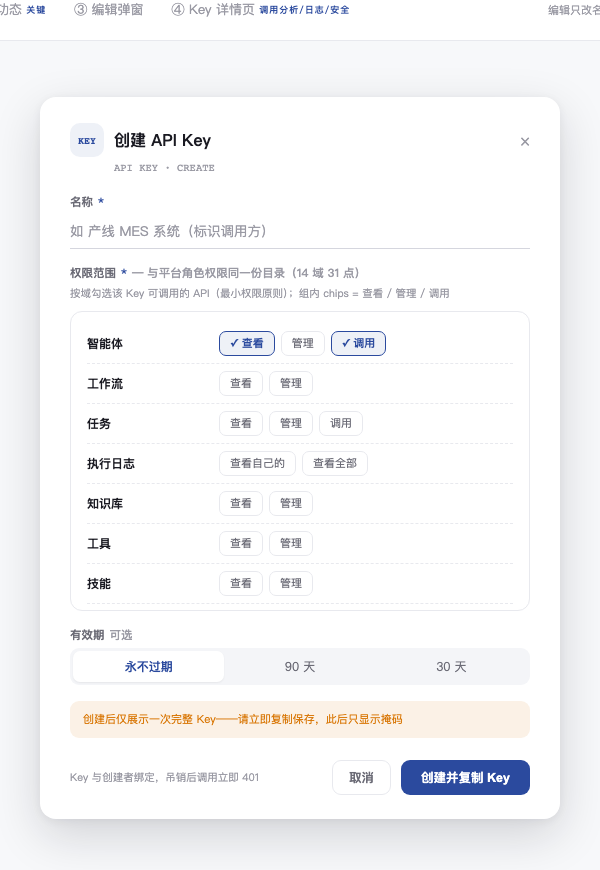 功态 关键 ③ 编辑弹窗 ④ Key 详情页 调用分析/日志/安全 编辑只改名
KEY 创建 API Key ×
API KEY · CREATE
名称 *
如 产线 MES 系统（标识调用方）
权限范围 * — 与平台角色权限同一份目录（14 域 31 点）
按域勾选该 Key 可调用的 API（最小权限原则）；组内 chips = 查看 / 管理 / 调用
智能体 ✓ 查看 管理 ✓ 调用
工作流 查看 管理
任务 查看 管理 调用
执行日志 查看自己的 查看全部
知识库 查看 管理
工具 查看 管理
技能 查看 管理
有效期 可选
永不过期 90 天 30 天
创建后仅展示一次完整 Key——请立即复制保存，此后只显示掩码
Key 与创建者绑定，吊销后调用立即 401 取消 创建并复制 Key